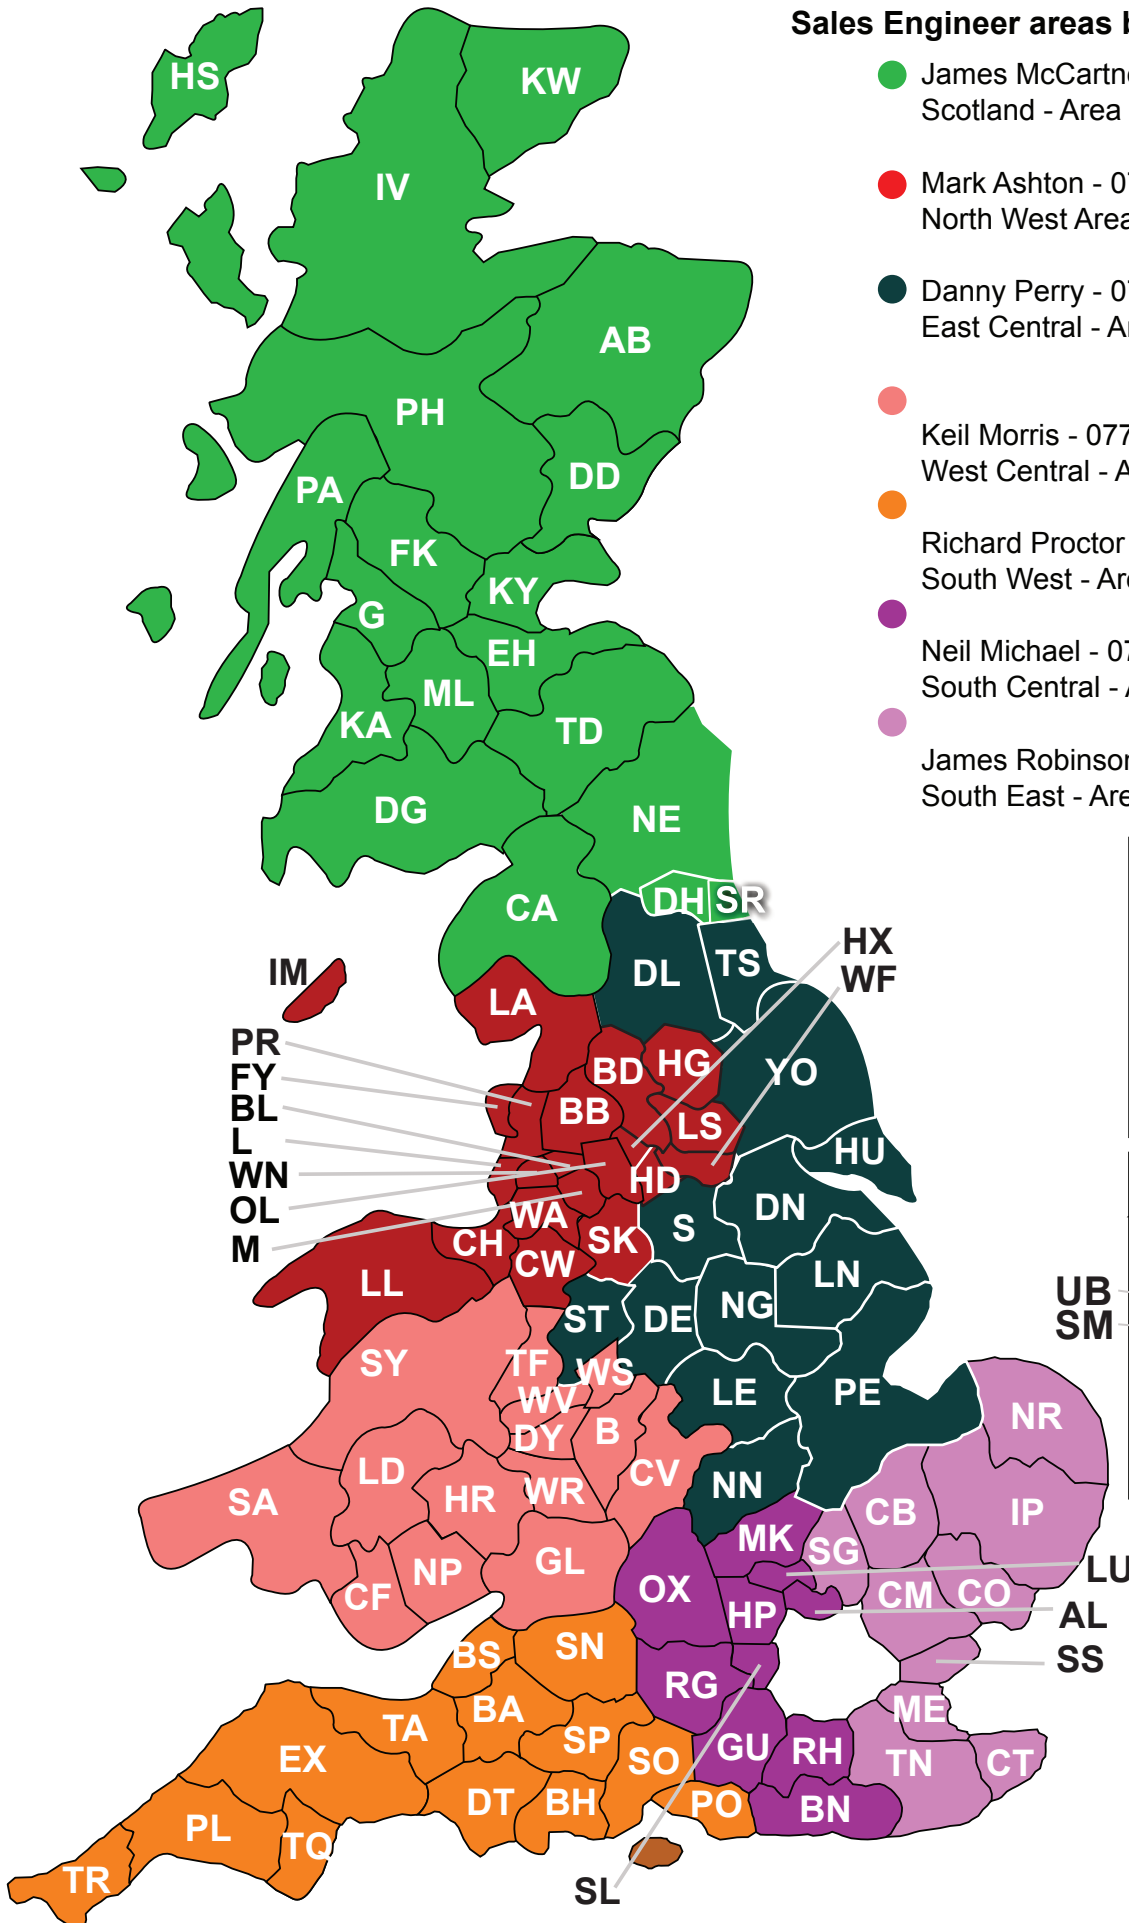 Sales Engineer areas b
James McCartne
Scotland - Area
Mark Ashton - 07
North West Area
Danny Perry - 07
East Central - Ar
Keil Morris - 077
West Central - A
Richard Proctor
South West - Are
Neil Michael - 07
South Central - A
James Robinson
South East - Are
HS
KW
IV
AB
PH
DD
PA
FK
KY
G
EH
ML
KA
TD
DG
NE
CA
DH
SR
HX
WF
IM
DL
TS
LA
PR
FY
BL
L
WN
OL
M
BD
HG
YO
BB
LS
HU
HD
DN
WA
S
CH
SK
CW
LL
LN
UB
SM
ST
DE
NG
SY
TF
WS
WV
LE
PE
NR
DY
B
LD
CV
NN
SA
HR
WR
CB
IP
MK
SG
GL
NP
CF
LU
OX
HP
CM
CO
AL
SS
BS
SN
RG
ME
BA
TA
SP
SO
GU
RH
TN
CT
EX
DT
BH
PO
BN
PL
TQ
TR
SL